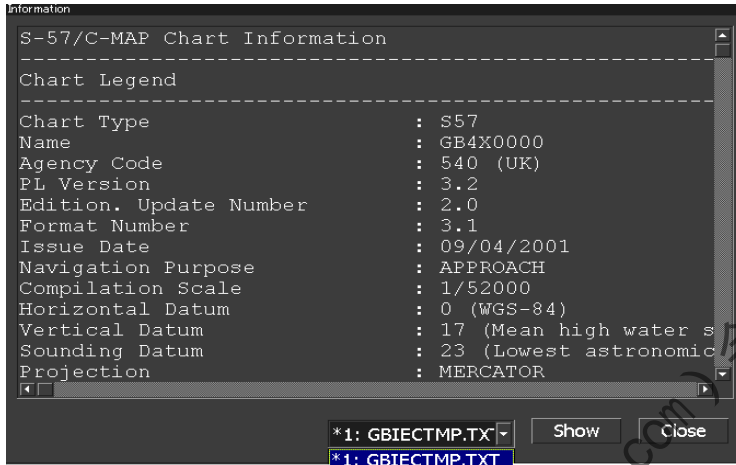 Information
S-57/C-MAP Chart Information
Chart Legend
Chart Type : S57
Name : GB4X0000
Agency Code : 540 (UK)
PL Version : 3.2
Edition. Update Number : 2.0
Format Number : 3.1
Issue Date : 09/04/2001
Navigation Purpose : APPROACH
Compilation Scale : 1/52000
Horizontal Datum : 0 (WGS-84)
Vertical Datum : 17 (Mean high water s
Sounding Datum : 23 (Lowest astronomic
Projection : MERCATOR
*1: GBIECTMP.TX
Show
Close
*1: GBIECTMP.TXT
com)